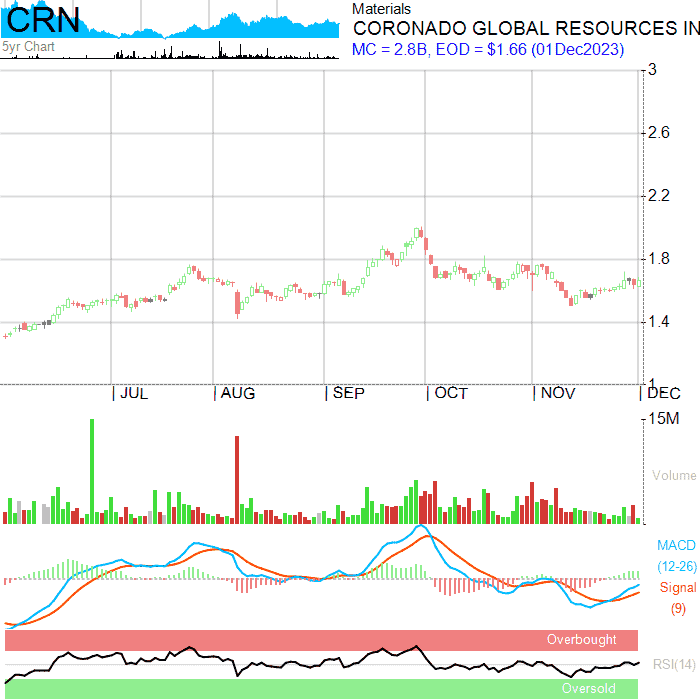 CRN
5yr Chart
Materials
CORONADO GLOBAL RESOURCES IN
MC = 2.8B, EOD = $1.66 (01Dec2023)
3
2.6
2.2
1.8
1.4
1
JUL AUG SEP OCT NOV DEC
15M
Volume
MACD
(12-26)
Signal
(9)
Overbought
RSI(14)
Oversold